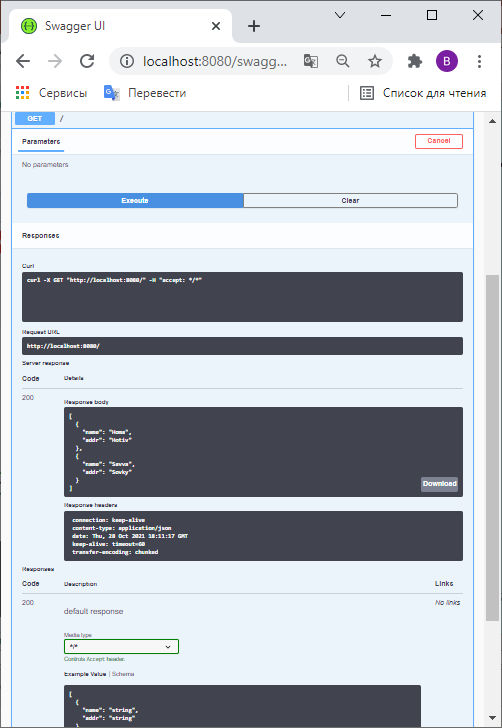 Swagger UI
localhost:8080/swagg...
B
Сервисы
Перевести
Список для чтения
GET /
Parameters
Cancel
No parameters
Execute
Clear
Responses
Curl
curl -X GET "http://localhost:8080/" -H "accept: */*"
Request URL
http://localhost:8080/
Server response
Code Details
200
Response body
[
{
"name": "Homa",
"addr": "Hotiv"
},
{
"name": "Savva",
"addr": "Sovky"
}
]
Download
Response headers
connection: keep-alive
content-type: application/json
date: Thu, 28 Oct 2021 18:11:17 GMT
keep-alive: timeout=60
transfer-encoding: chunked
Responses
Code Description Links
200 No links
default response
Media type
*/*
Controls Accept header.
Example Value | Schema
[
{
"name": "string",
"addr": "string"
}